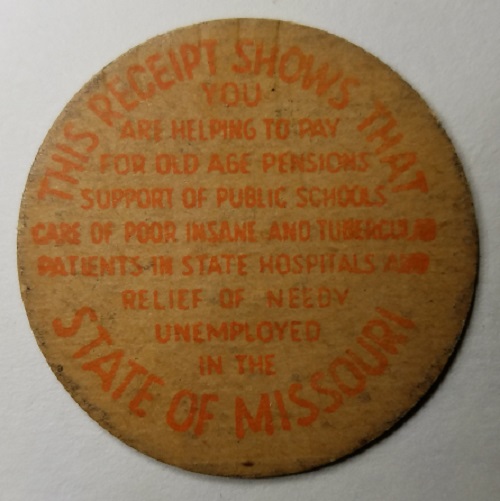 THIS RECEIPT SHOWS THAT
YOU
ARE HELPING TO PAY
FOR OLD AGE PENSIONS
SUPPORT OF PUBLIC SCHOOLS
CARE OF POOR INSANE AND TUBERCULAR
PATIENTS IN STATE HOSPITALS AND
RELIEF OF NEEDY
UNEMPLOYED
IN THE
STATE OF MISSOURI